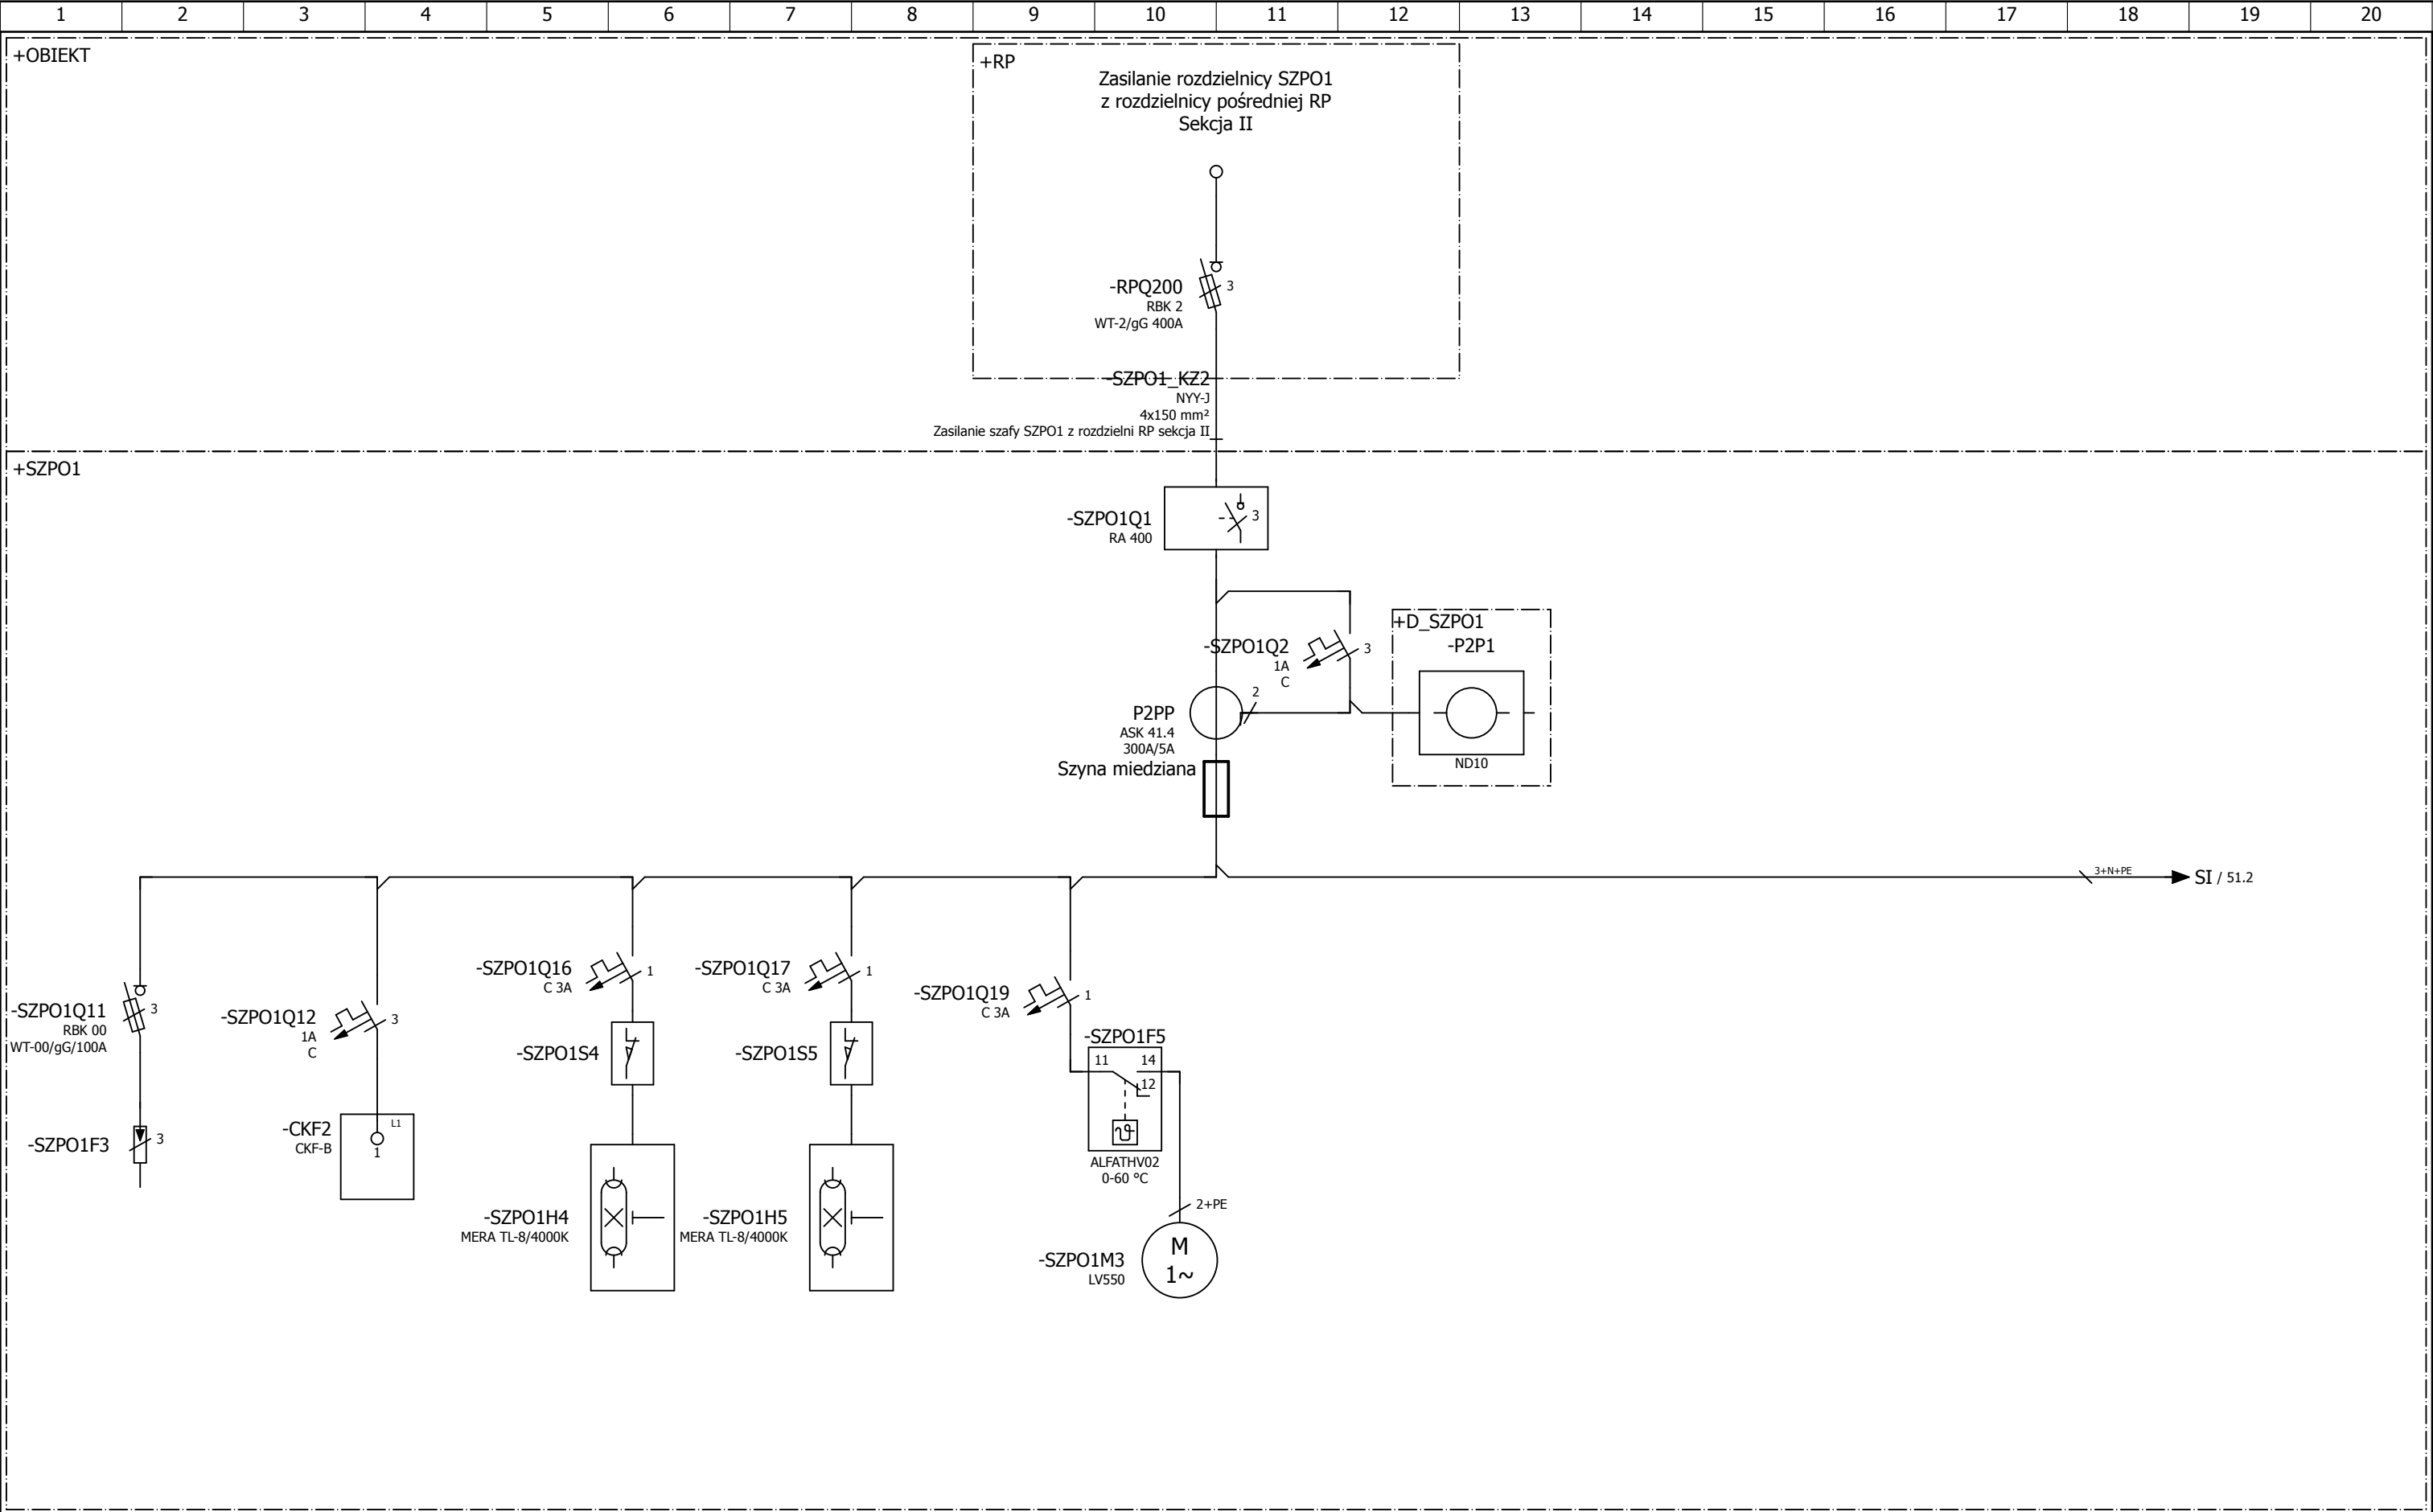 1 2 3 4 5 6 7 8 9 10 11 12 13 14 15 16 17 18 19 20
+OBIEKT
+RP
Zasilanie rozdzielnicy SZPO1
z rozdzielnicy pośredniej RP
Sekcja II
-RPQ200
3
RBK 2
WT-2/gG 400A
-SZPO1_KZ2
NYY-J
4x150 mm²
Zasilanie szafy SZPO1 z rozdzielni RP sekcja II
+SZPO1
-SZPO1Q1
3
RA 400
-SZPO1Q2
3
1A
C
+D_SZPO1
-P2P1
ND10
2
P2PP
ASK 41.4
300A/5A
Szyna miedziana
3+N+PE
SI / 51.2
-SZPO1Q11
3
RBK 00
WT-00/gG/100A
-SZPO1F3
3
-SZPO1Q12
3
1A
C
-CKF2
CKF-B
L1
1
-SZPO1Q16
1
C 3A
-SZPO1S4
-SZPO1H4
MERA TL-8/4000K
-SZPO1Q17
1
C 3A
-SZPO1S5
-SZPO1H5
MERA TL-8/4000K
-SZPO1Q19
1
C 3A
-SZPO1F5
11 14
12
ϑ
ALFATHV02
0-60 °C
2+PE
-SZPO1M3
LV550
M
1~